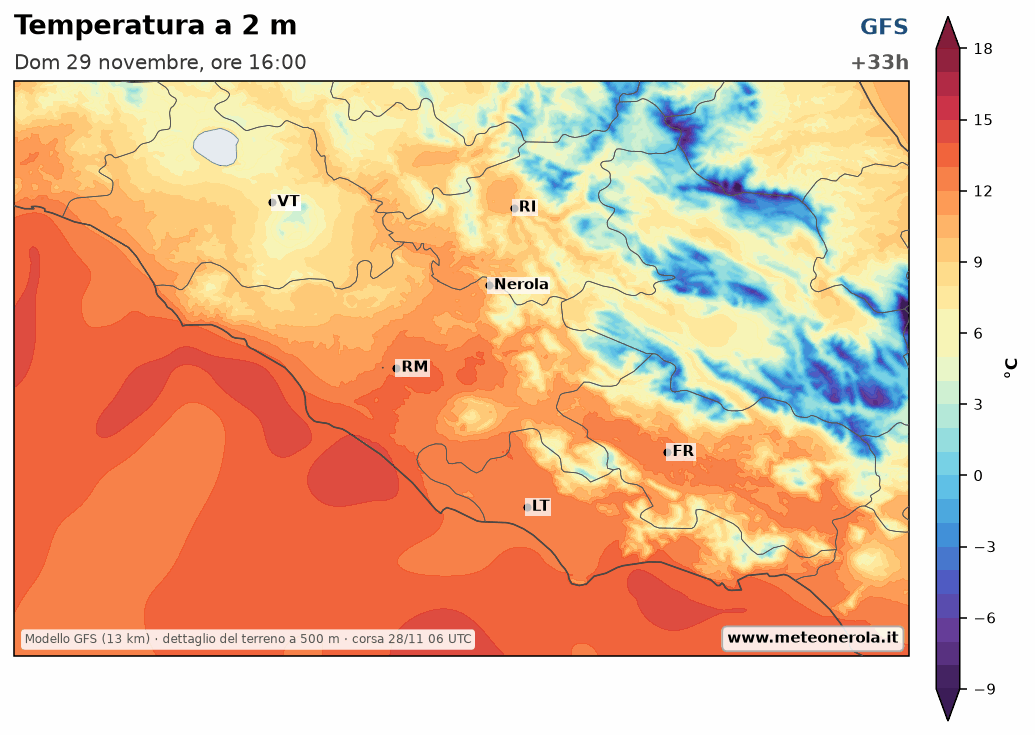 Temperatura a 2 m
GFS
Dom 29 novembre, ore 16:00
+33h
VT
RI
Nerola
RM
FR
LT
Modello GFS (13 km) · dettaglio del terreno a 500 m · corsa 28/11 06 UTC
www.meteonerola.it
18
15
12
9
6
3
0
−3
−6
−9
°C